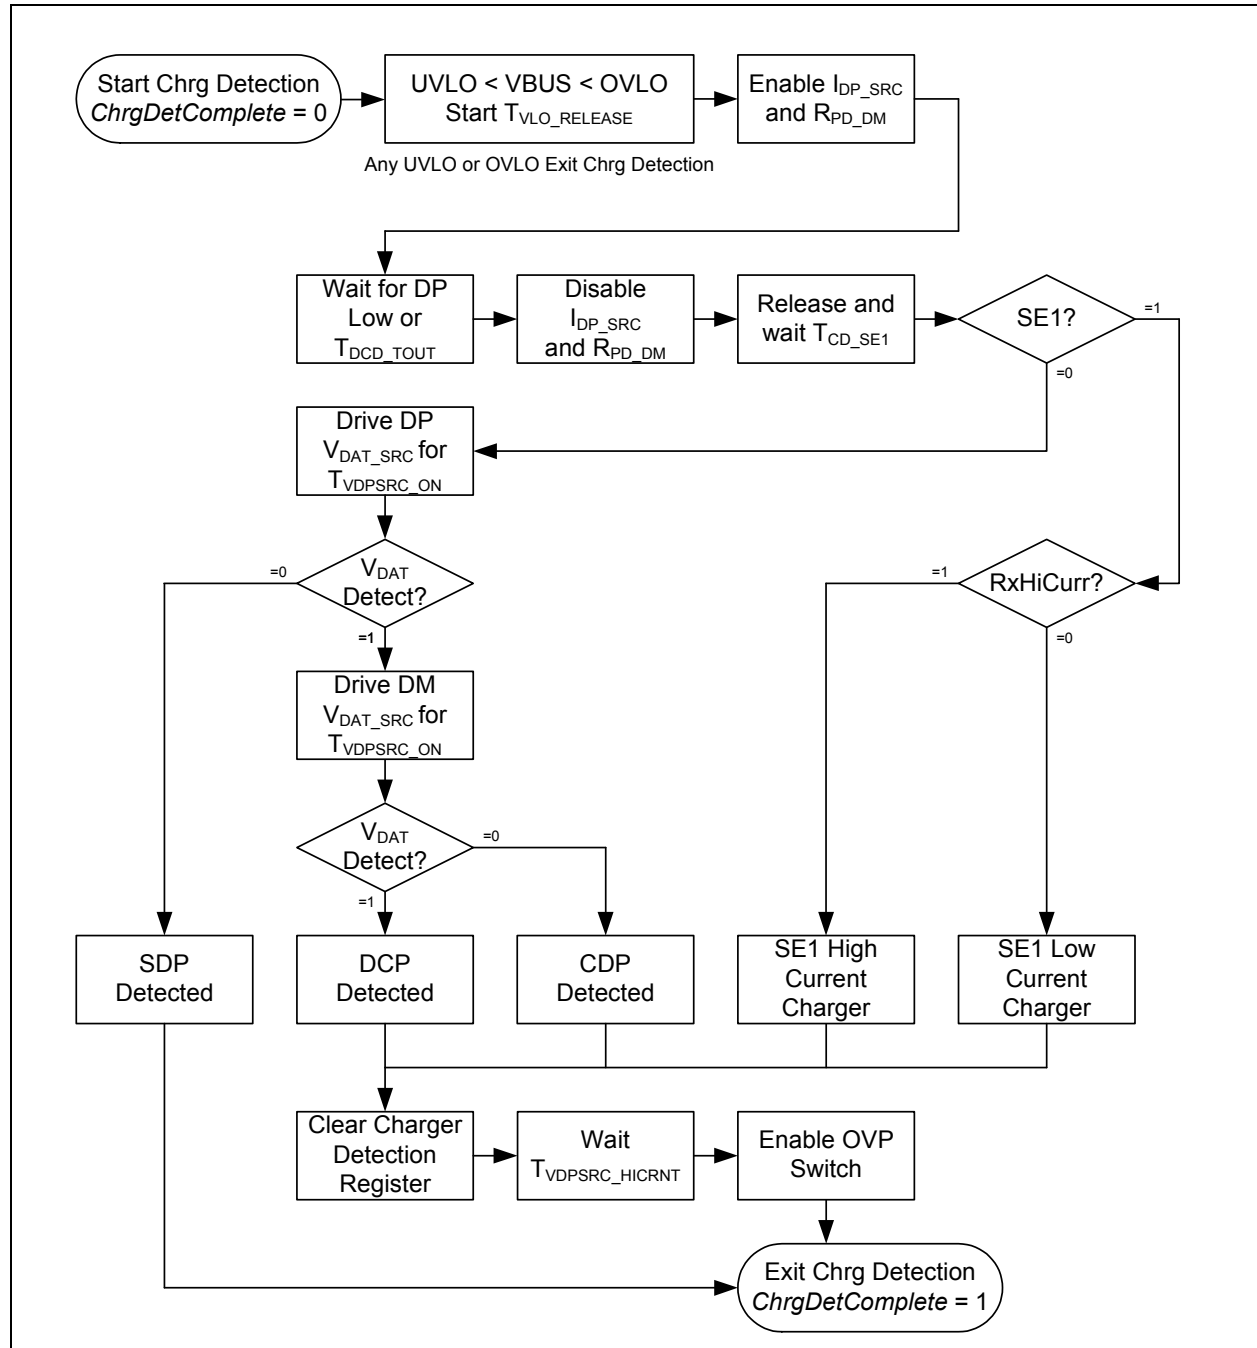 Start Chrg Detection
ChrgDetComplete = 0
UVLO < VBUS < OVLO
Start TVLO_RELEASE
Enable IDP_SRC
and RPD_DM
Any UVLO or OVLO Exit Chrg Detection
Wait for DP
Low or
TDCD_TOUT
Disable
IDP_SRC
and RPD_DM
Release and
wait TCD_SE1
SE1?
=1
=0
Drive DP
VDAT_SRC for
TVDPSRC_ON
VDAT
Detect?
=0
=1
RxHiCurr?
=1
=0
Drive DM
VDAT_SRC for
TVDPSRC_ON
VDAT
Detect?
=0
=1
SDP
Detected
DCP
Detected
CDP
Detected
SE1 High
Current
Charger
SE1 Low
Current
Charger
Clear Charger
Detection
Register
Wait
TVDPSRC_HICRNT
Enable OVP
Switch
Exit Chrg Detection
ChrgDetComplete = 1